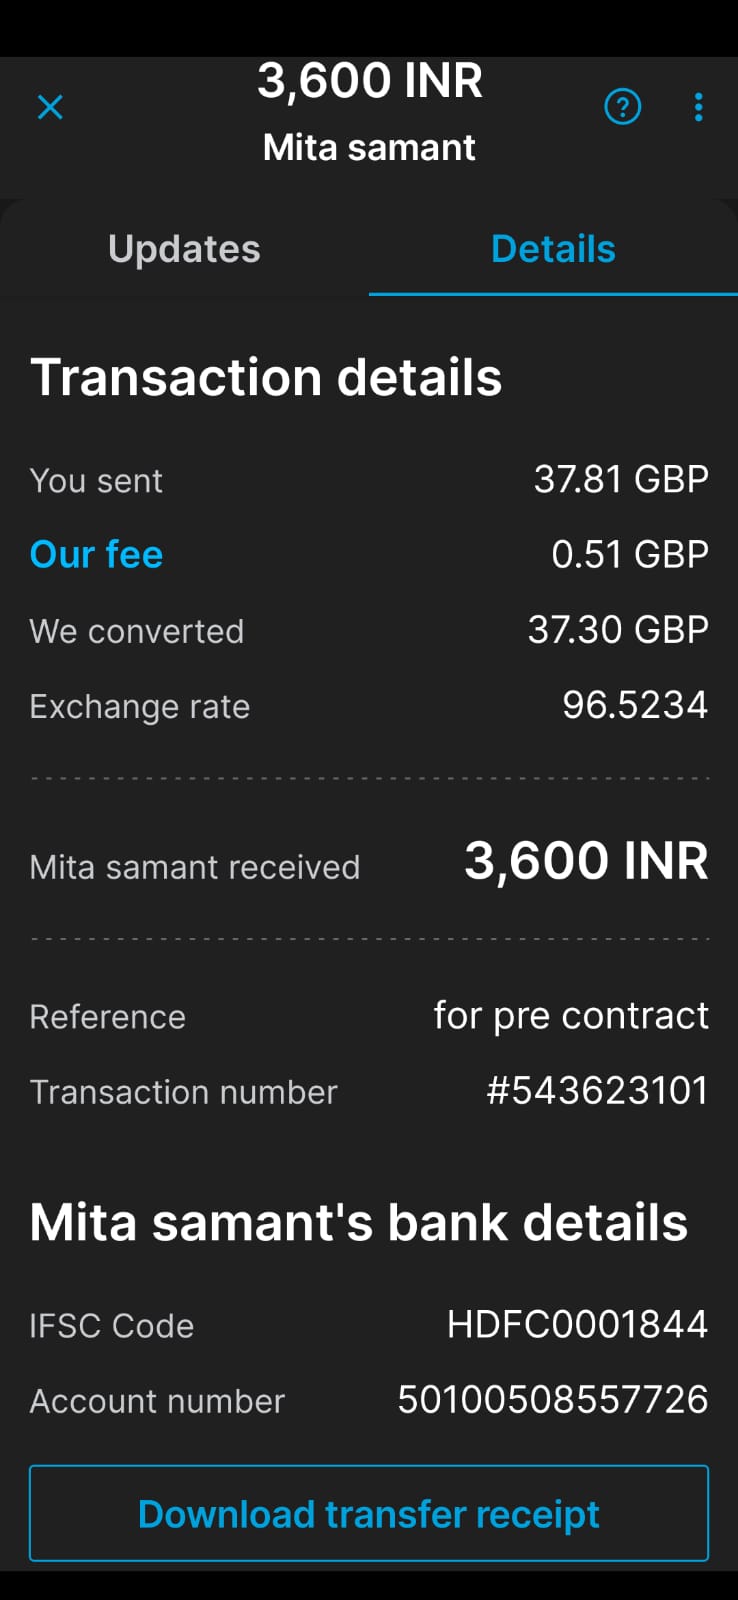 3,600 INR
Mita samant
Updates Details
Transaction details
You sent 37.81 GBP
Our fee 0.51 GBP
We converted 37.30 GBP
Exchange rate 96.5234
Mita samant received 3,600 INR
Reference for pre contract
Transaction number #543623101
Mita samant's bank details
IFSC Code HDFC0001844
Account number 50100508557726
Download transfer receipt